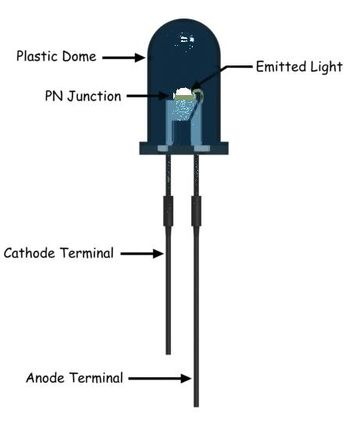 Plastic Dome
Emitted Light
PN Junction
Cathode Terminal
Anode Terminal